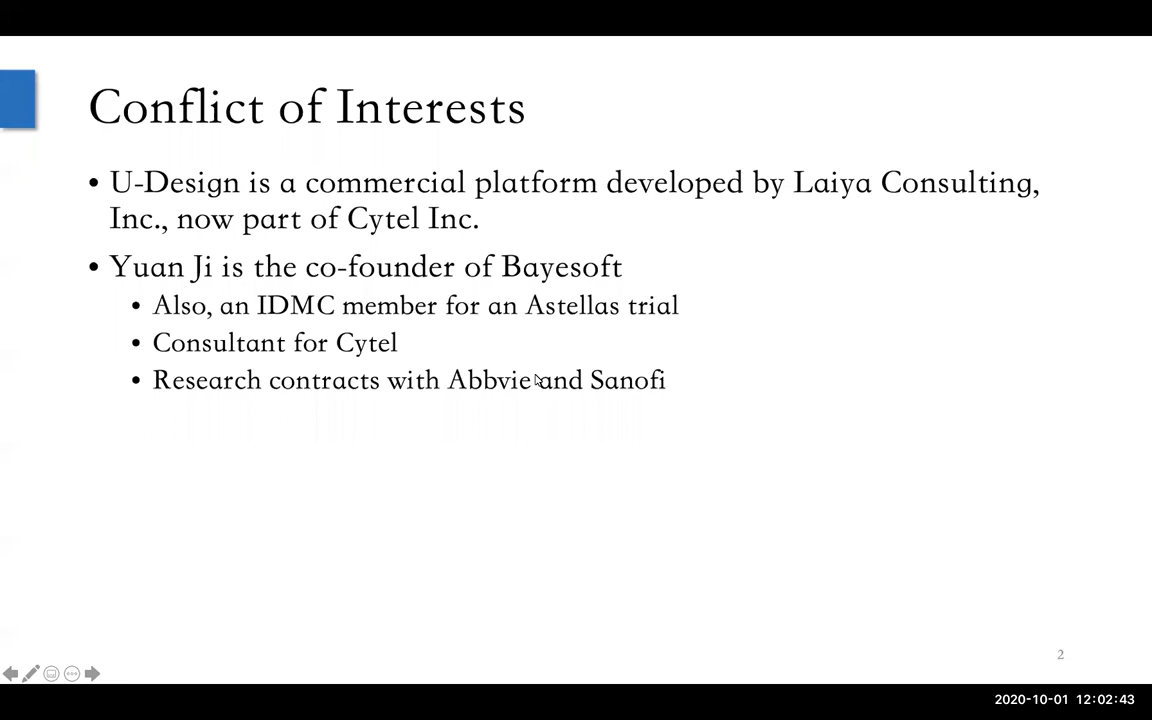 Conflict of Interests
• U-Design is a commercial platform developed by Laiya Consulting,
Inc., now part of Cytel Inc.
• Yuan Ji is the co-founder of Bayesoft
• Also, an IDMC member for an Astellas trial
• Consultant for Cytel
• Research contracts with Abbvie and Sanofi
2
2020-10-01 12:02:43